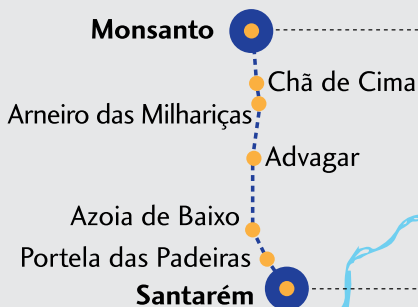 Monsanto
Chã de Cima
Arneiro das Milhariças
Advagar
Azoia de Baixo
Portela das Padeiras
Santarém